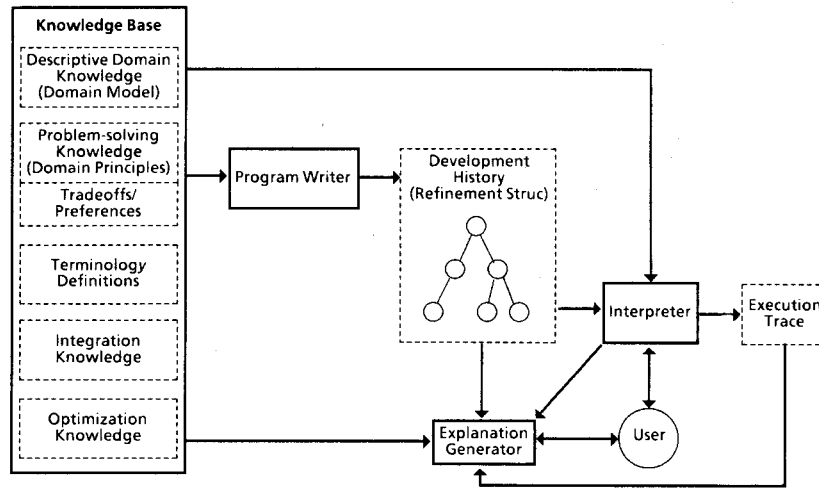 Knowledge Base
Descriptive Domain
Knowledge
(Domain Model)
Problem-solving
Knowledge
(Domain Principles)
Tradeoffs/
Preferences
Terminology
Definitions
Integration
Knowledge
Optimization
Knowledge
Program Writer
Development
History
(Refinement Struc)
Interpreter
Execution
Trace
Explanation
Generator
User